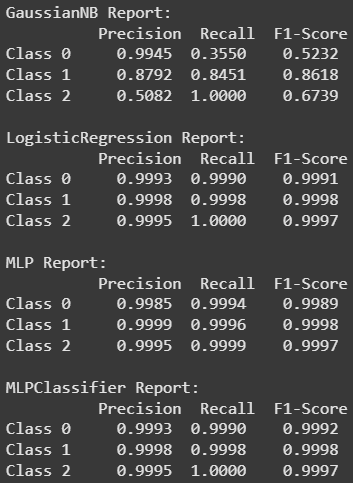 GaussianNB Report:
Precision Recall F1-Score
Class 0 0.9945 0.3550 0.5232
Class 1 0.8792 0.8451 0.8618
Class 2 0.5082 1.0000 0.6739
LogisticRegression Report:
Precision Recall F1-Score
Class 0 0.9993 0.9990 0.9991
Class 1 0.9998 0.9998 0.9998
Class 2 0.9995 1.0000 0.9997
MLP Report:
Precision Recall F1-Score
Class 0 0.9985 0.9994 0.9989
Class 1 0.9999 0.9996 0.9998
Class 2 0.9995 0.9999 0.9997
MLPClassifier Report:
Precision Recall F1-Score
Class 0 0.9993 0.9990 0.9992
Class 1 0.9998 0.9998 0.9998
Class 2 0.9995 1.0000 0.9997